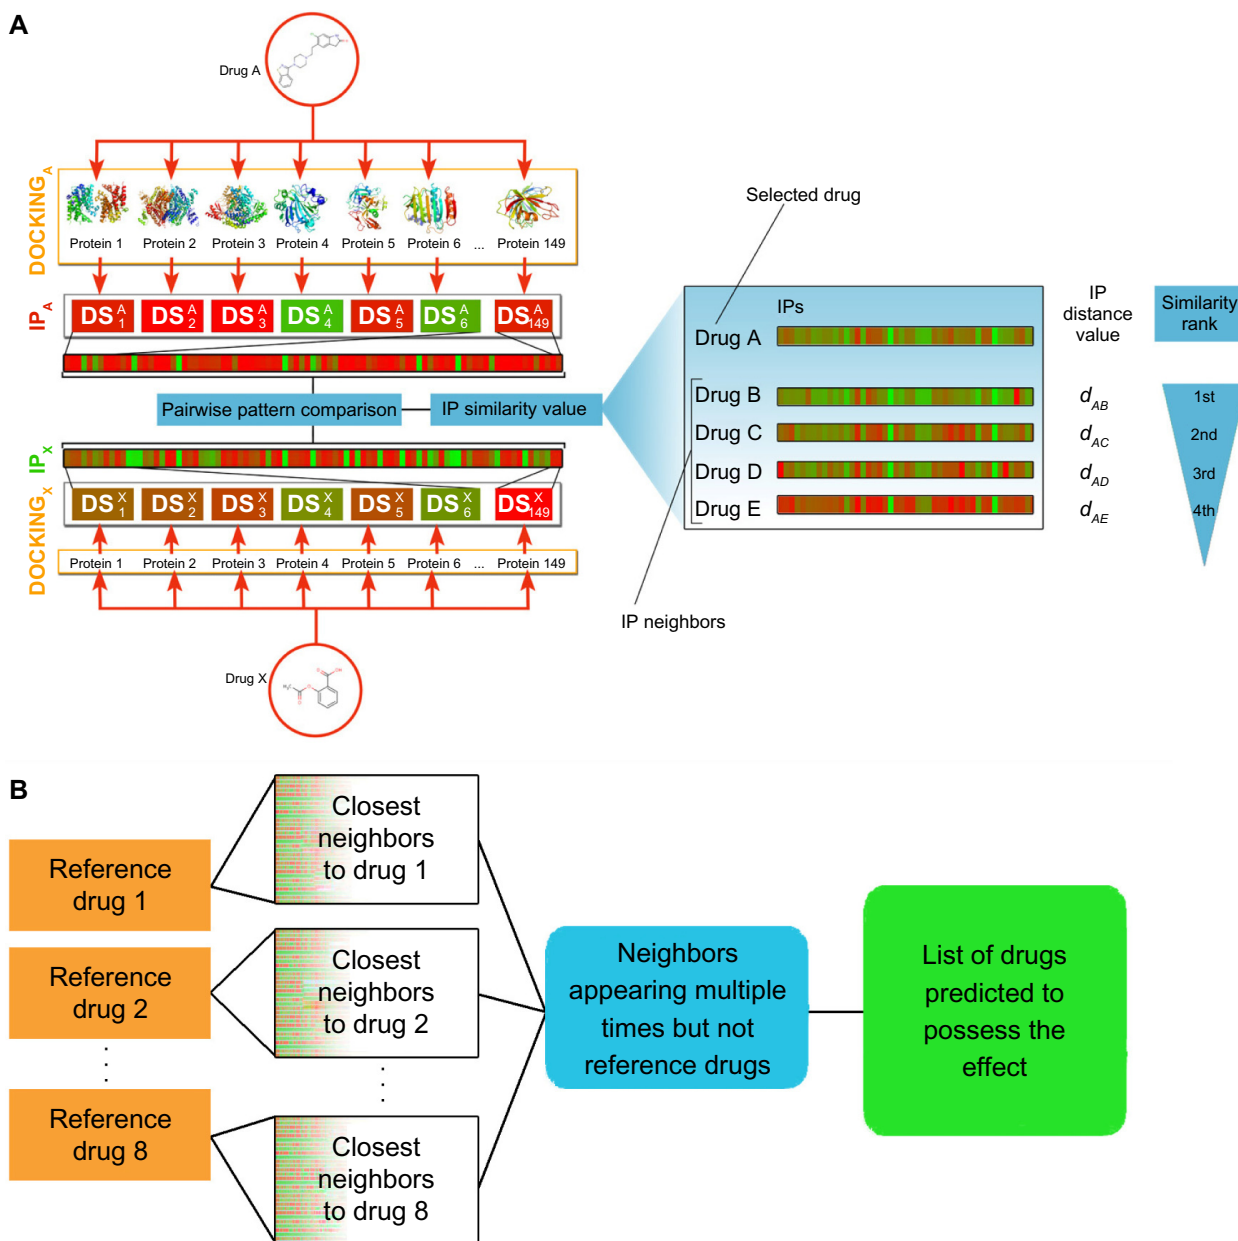 A
Drug A
DOCKING A
Protein 1 Protein 2 Protein 3 Protein 4 Protein 5 Protein 6 ... Protein 149
IP A
DS A 1 DS A 2 DS A 3 DS A 4 DS A 5 DS A 6 DS A 149
Pairwise pattern comparison
IP similarity value
IP X
DS X 1 DS X 2 DS X 3 DS X 4 DS X 5 DS X 6 DS X 149
DOCKING X
Protein 1 Protein 2 Protein 3 Protein 4 Protein 5 Protein 6 ... Protein 149
Drug X
H₃C
O
O
O
OH
Selected drug
IPs
IP
distance
value
Similarity
rank
Drug A
Drug B d AB 1st
Drug C d AC 2nd
Drug D d AD 3rd
Drug E d AE 4th
IP neighbors
B
Reference
drug 1
Closest
neighbors
to drug 1
Reference
drug 2
Closest
neighbors
to drug 2
Reference
drug 8
Closest
neighbors
to drug 8
Neighbors
appearing multiple
times but not
reference drugs
List of drugs
predicted to
possess the
effect